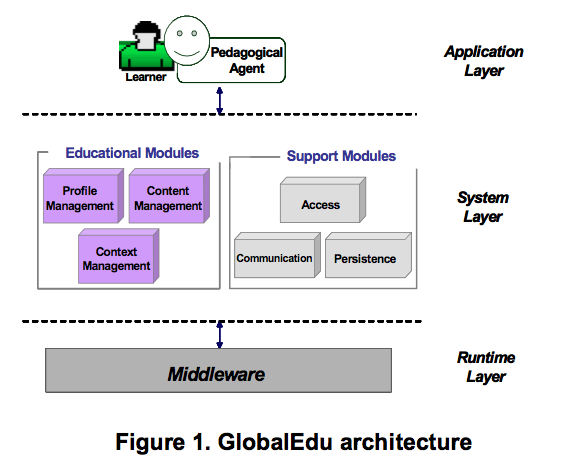 Pedagogical
Agent
Learner
Application
Layer
Educational Modules
Support Modules
Profile
Management
Content
Management
Context
Management
Access
Communication
Persistence
System
Layer
Middleware
Runtime
Layer
Figure 1. GlobalEdu architecture